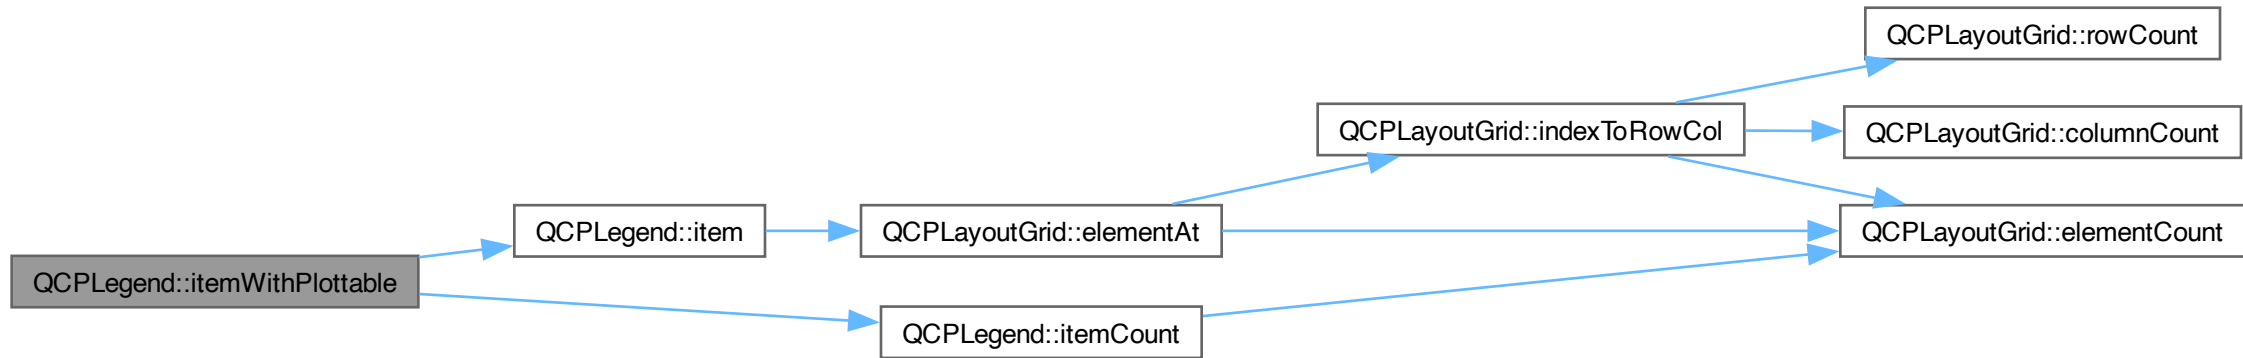 QCPLegend::itemWithPlottable
QCPLegend::item
QCPLegend::itemCount
QCPLayoutGrid::elementAt
QCPLayoutGrid::indexToRowCol
QCPLayoutGrid::rowCount
QCPLayoutGrid::columnCount
QCPLayoutGrid::elementCount